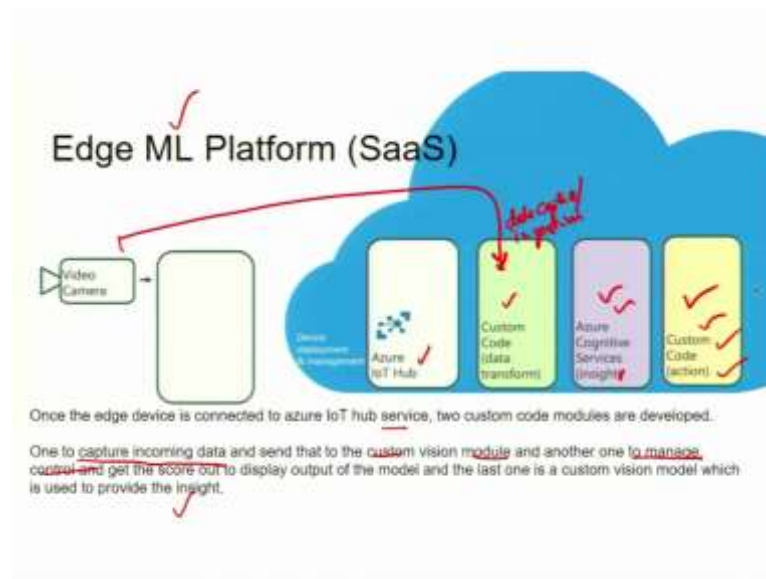 Edge ML Platform (SaaS)
data capture/
ingestion
Video
Camera
Device
deployment
& management
Azure
IoT Hub
Custom
Code
(data
transform)
Azure
Cognitive
Services
(insight)
Custom
Code
(action)
Once the edge device is connected to azure IoT hub service, two custom code modules are developed.
One to capture incoming data and send that to the custom vision module and another one to manage
control and get the score out to display output of the model and the last one is a custom vision model which
is used to provide the insight.